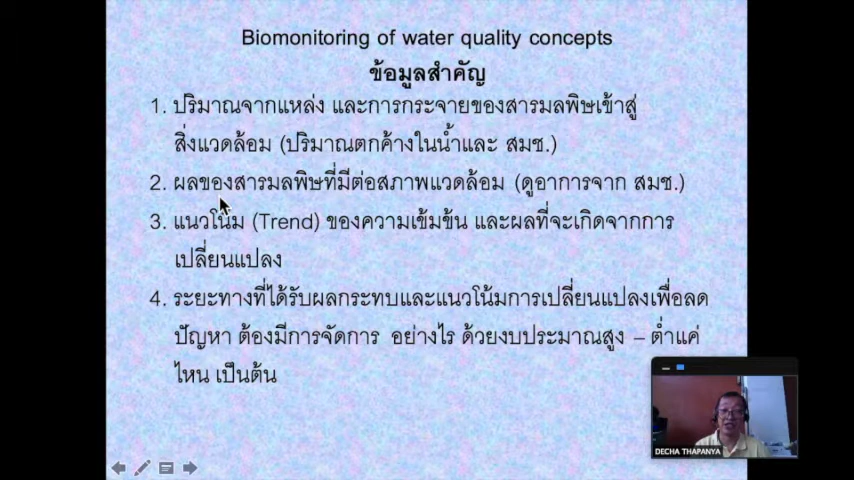 Biomonitoring of water quality concepts
ข้อมูลสำคัญ
1. ปริมาณจากแหล่ง และการกระจายของสารมลพิษเข้าสู่
สิ่งแวดล้อม (ปริมาณตกค้างในน้ำและ สมช.)
2. ผลของสารมลพิษที่มีต่อสภาพแวดล้อม (ดูอาการจาก สมช.)
3. แนวโน้ม (Trend) ของความเข้มข้น และผลที่จะเกิดจากการ
เปลี่ยนแปลง
4. ระยะทางที่ได้รับผลกระทบและแนวโน้มการเปลี่ยนแปลงเพื่อลด
ปัญหา ต้องมีการจัดการ อย่างไร ด้วยงบประมาณสูง – ต่ำแค่
ไหน เป็นต้น
DECHA THAPANYA